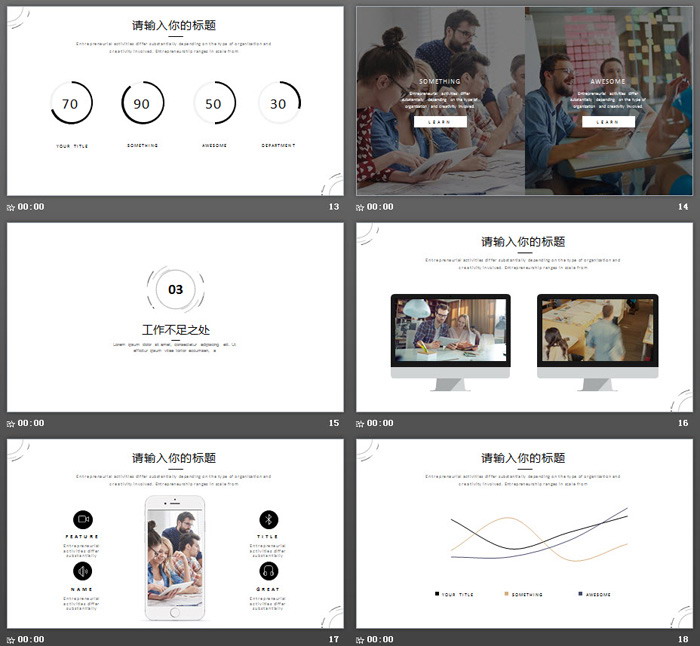 请输入你的标题
Entrepreneurial activities differ substantially depending on the type of organisation and
creativity involved. Entrepreneurship ranges in scale from
70
90
50
30
YOUR TITLE
SOMETHING
AWESOME
DEPARTMENT
00:00
13
SOMETHING
Entrepreneurial activities differ
substantially depending on the type of
organisation and creativity involved
LEARN
AWESOME
Entrepreneurial activities differ
substantially depending on the type of
organisation and creativity involved
LEARN
00:00
14
03
工作不足之处
Lorem ipsum dolor sit amet, consectetur adipiscing elit. Ut
efficitur ipsum vitae tortor accumsan, a
00:00
15
请输入你的标题
Entrepreneurial activities differ substantially depending on the type of organisation and
creativity involved. Entrepreneurship ranges in scale from
00:00
16
请输入你的标题
Entrepreneurial activities differ substantially depending on the type of organisation and
creativity involved. Entrepreneurship ranges in scale from
FEATURE
Entrepreneurial
activities differ
substantially
NAME
Entrepreneurial
activities differ
substantially
TITLE
Entrepreneurial
activities differ
substantially
GREAT
Entrepreneurial
activities differ
substantially
00:00
17
请输入你的标题
Entrepreneurial activities differ substantially depending on the type of organisation and
creativity involved. Entrepreneurship ranges in scale from
YOUR TITLE
SOMETHING
AWESOME
00:00
18